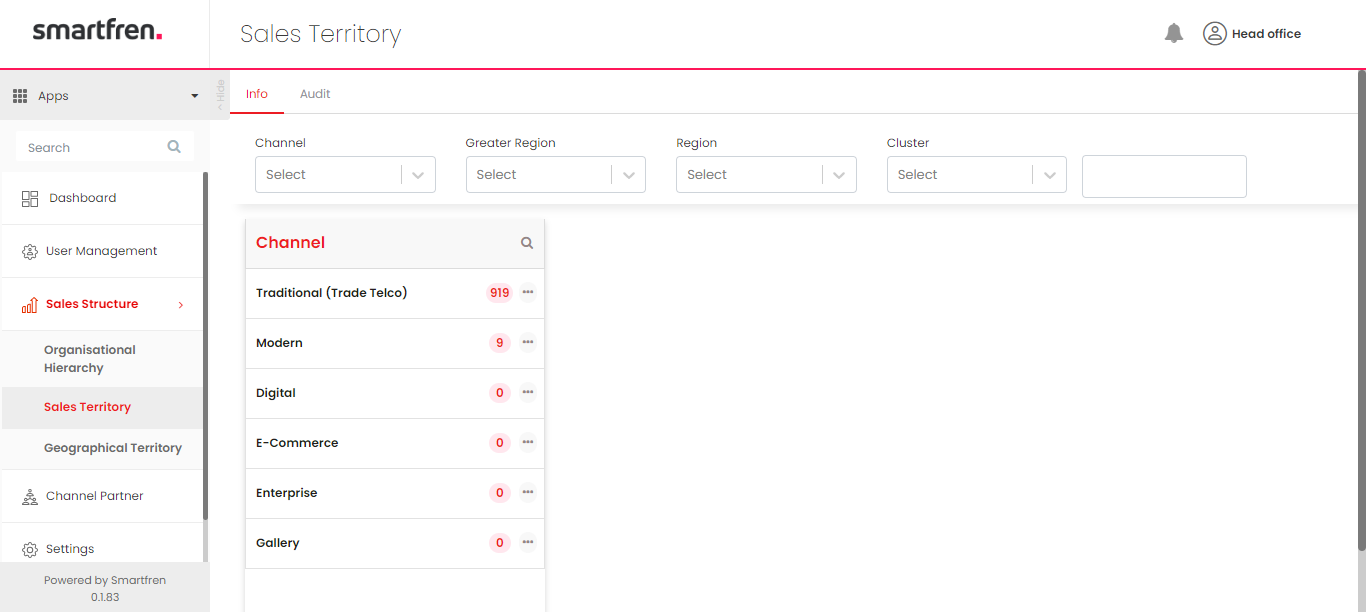 smartfren.
Sales Territory
Head office
Apps
< Hide
Info
Audit
Search
Channel
Greater Region
Region
Cluster
Select
Select
Select
Select
Dashboard
User Management
Sales Structure
Organisational
Hierarchy
Sales Territory
Geographical Territory
Channel Partner
Settings
Powered by Smartfren
0.1.83
Channel
Traditional (Trade Telco) 919
Modern 9
Digital 0
E-Commerce 0
Enterprise 0
Gallery 0